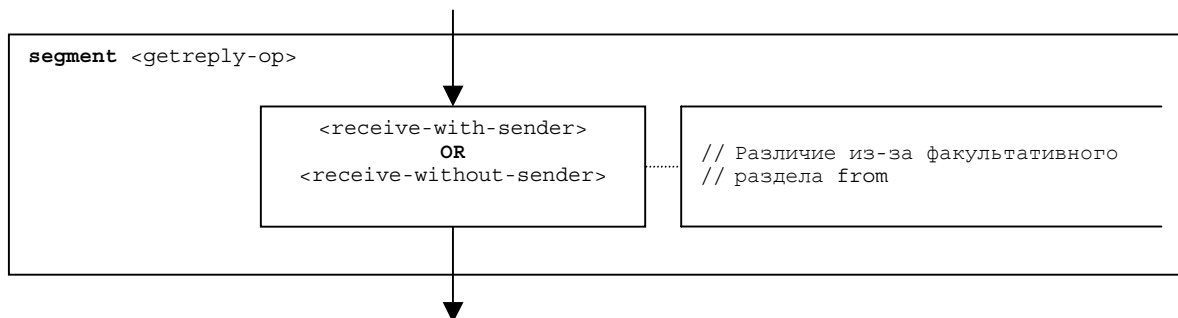 segment <getreply-op>
<receive-with-sender>
OR
<receive-without-sender>
// Различие из-за факультативного
// раздела from